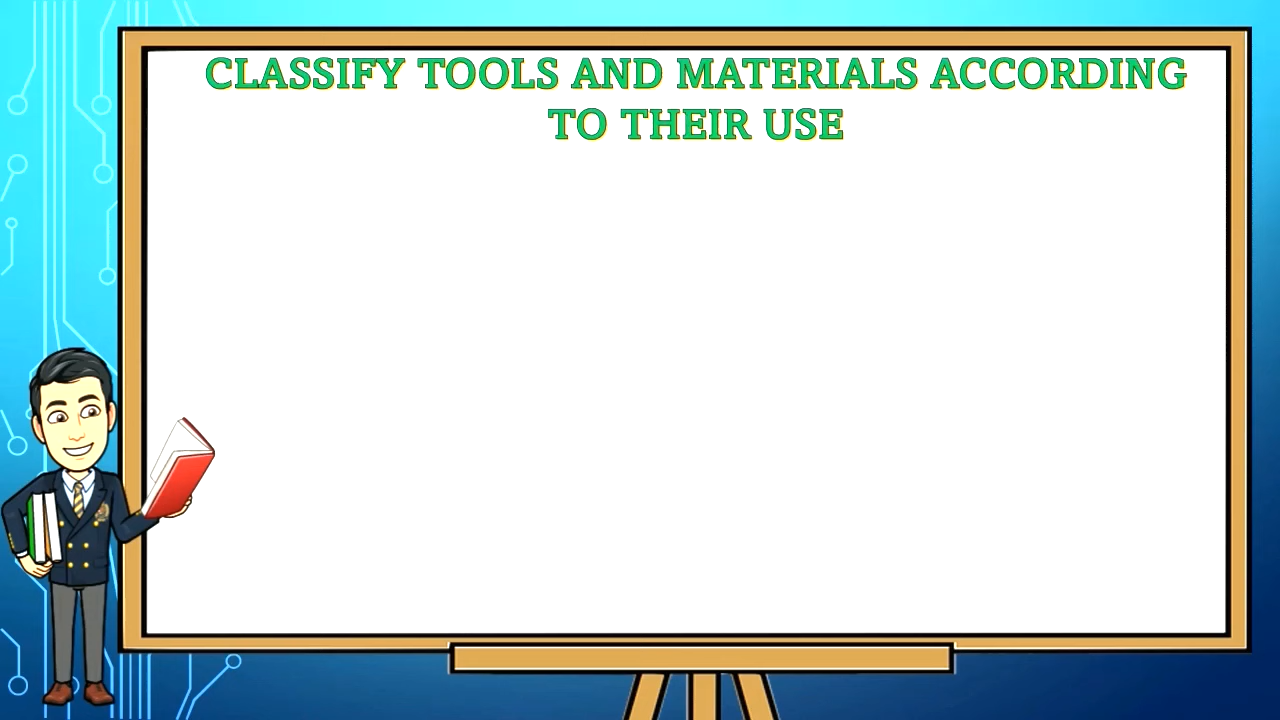 CLASSIFY TOOLS AND MATERIALS ACCORDING
TO THEIR USE